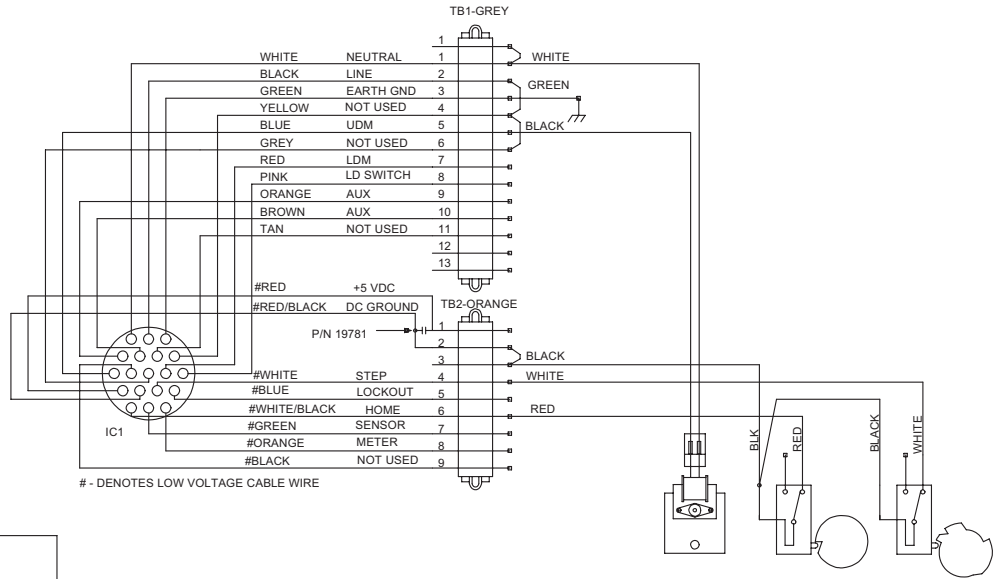 TB1-GREY
1
WHITE NEUTRAL 1 WHITE
BLACK LINE 2
GREEN EARTH GND 3 GREEN
YELLOW NOT USED 4
BLUE UDM 5 BLACK
GREY NOT USED 6
RED LDM 7
PINK LD SWITCH 8
ORANGE AUX 9
BROWN AUX 10
TAN NOT USED 11
12
13
#RED +5 VDC
#RED/BLACK DC GROUND TB2-ORANGE
P/N 19781 1
2
3 BLACK
#WHITE STEP 4 WHITE
#BLUE LOCKOUT 5
#WHITE/BLACK HOME 6 RED
#GREEN SENSOR 7
#ORANGE METER 8
#BLACK NOT USED 9
IC1
# - DENOTES LOW VOLTAGE CABLE WIRE
BLK
RED
BLACK
WHITE